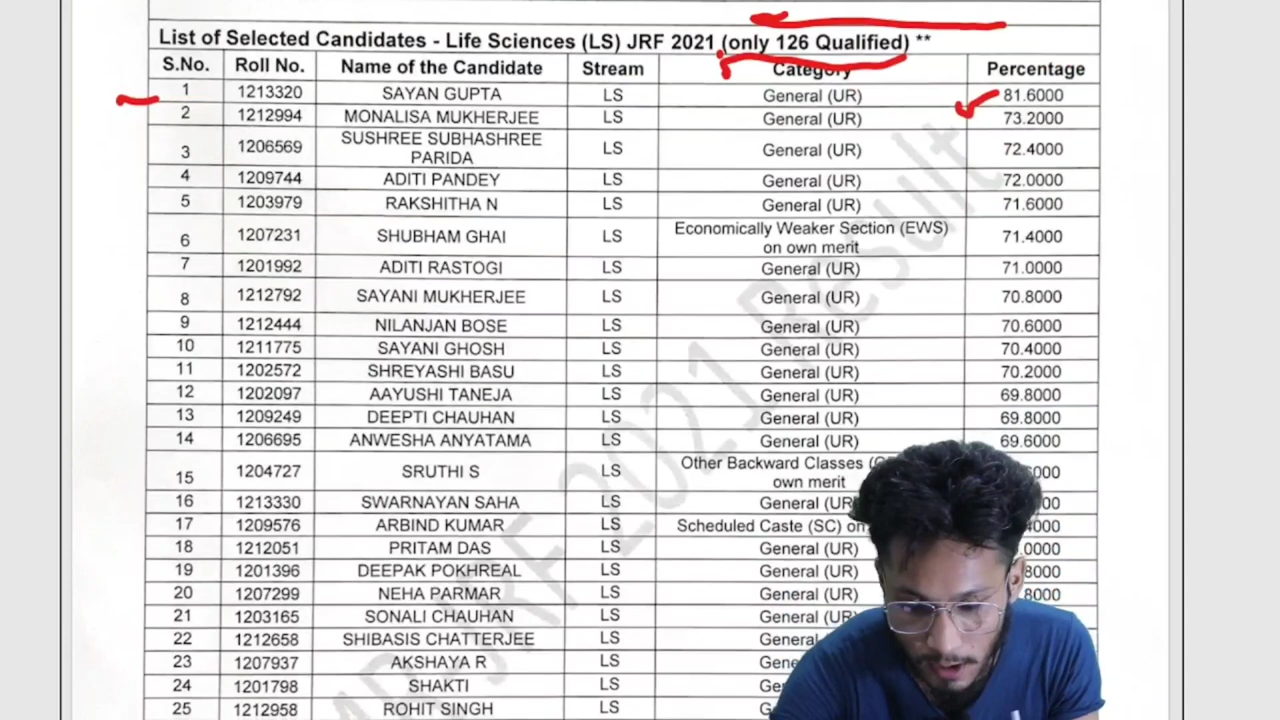 List of Selected Candidates - Life Sciences (LS) JRF 2021 (only 126 Qualified) **
S.No. Roll No. Name of the Candidate Stream Category Percentage
1 1213320 SAYAN GUPTA LS General (UR) 81.6000
2 1212994 MONALISA MUKHERJEE LS General (UR) 73.2000
3 1206569 SUSHREE SUBHASHREE PARIDA LS General (UR) 72.4000
4 1209744 ADITI PANDEY LS General (UR) 72.0000
5 1203979 RAKSHITHA N LS General (UR) 71.6000
6 1207231 SHUBHAM GHAI LS Economically Weaker Section (EWS) on own merit 71.4000
7 1201992 ADITI RASTOGI LS General (UR) 71.0000
8 1212792 SAYANI MUKHERJEE LS General (UR) 70.8000
9 1212444 NILANJAN BOSE LS General (UR) 70.6000
10 1211775 SAYANI GHOSH LS General (UR) 70.4000
11 1202572 SHREYASHI BASU LS General (UR) 70.2000
12 1202097 AAYUSHI TANEJA LS General (UR) 69.8000
13 1209249 DEEPTI CHAUHAN LS General (UR) 69.8000
14 1206695 ANWESHA ANYATAMA LS General (UR) 69.6000
15 1204727 SRUTHI S LS Other Backward Classes own merit
16 1213330 SWARNAYAN SAHA LS General (UR)
17 1209576 ARBIND KUMAR LS Scheduled Caste (SC) on
18 1212051 PRITAM DAS LS General (UR)
19 1201396 DEEPAK POKHREAL LS General (UR)
20 1207299 NEHA PARMAR LS General (UR)
21 1203165 SONALI CHAUHAN LS General (UR)
22 1212658 SHIBASIS CHATTERJEE LS General
23 1207937 AKSHAYA R LS
24 1201798 SHAKTI LS
25 1212958 ROHIT SINGH LS
JRF 2021 Result